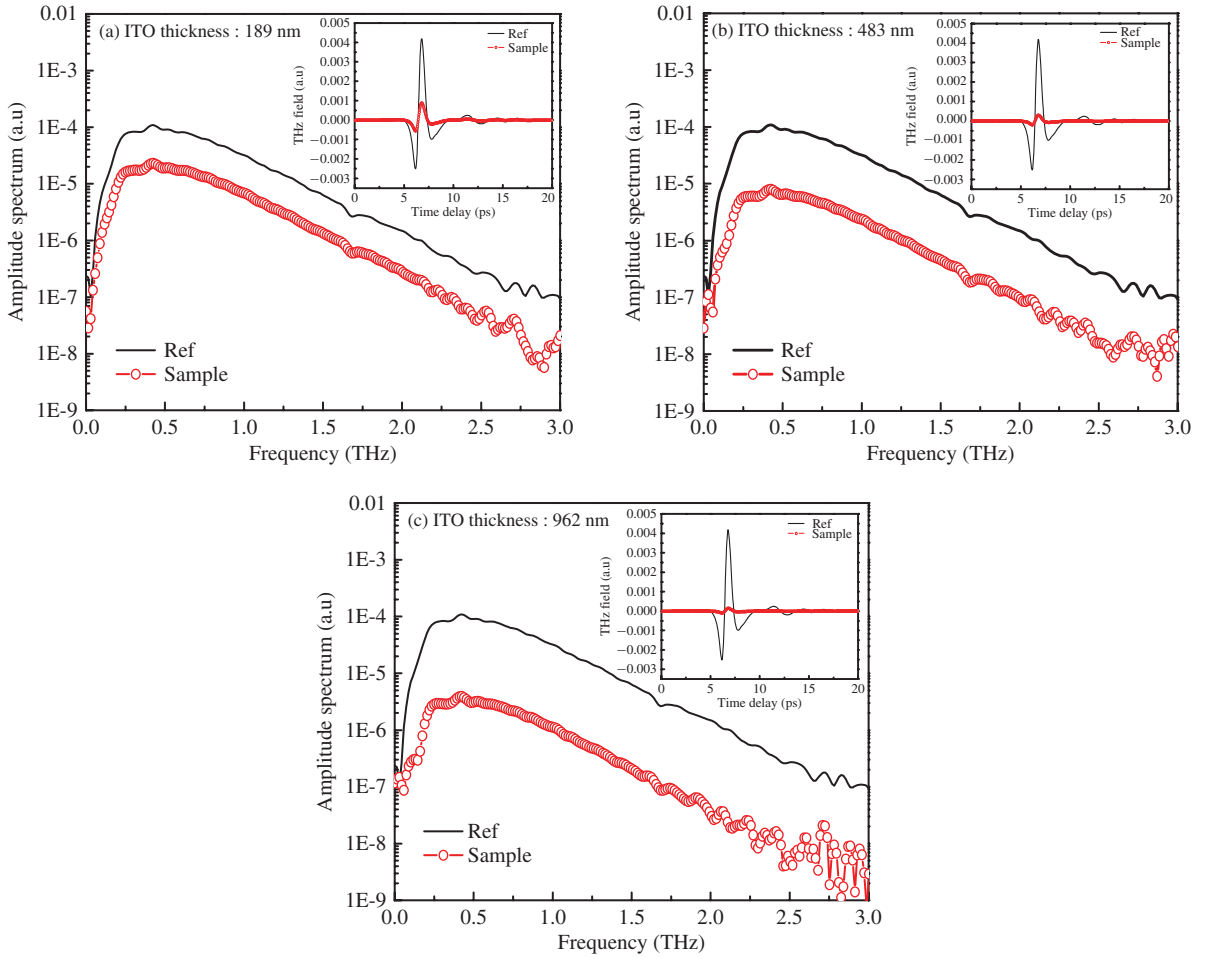 (a) ITO thickness : 189 nm
Amplitude spectrum (a.u)
0.01
1E-3
1E-4
1E-5
1E-6
1E-7
1E-8
1E-9
0.0 0.5 1.0 1.5 2.0 2.5 3.0
Frequency (THz)
Ref
Sample
THz field (a.u)
0.005
0.004
0.003
0.002
0.001
0.000
−0.001
−0.002
−0.003
0 5 10 15 20
Time delay (ps)
Ref
Sample
(b) ITO thickness : 483 nm
Amplitude spectrum (a.u)
0.01
1E-3
1E-4
1E-5
1E-6
1E-7
1E-8
1E-9
0.0 0.5 1.0 1.5 2.0 2.5 3.0
Frequency (THz)
Ref
Sample
THz field (a.u)
0.005
0.004
0.003
0.002
0.001
0.000
−0.001
−0.002
−0.003
0 5 10 15 20
Time delay (ps)
Ref
Sample
(c) ITO thickness : 962 nm
Amplitude spectrum (a.u)
0.01
1E-3
1E-4
1E-5
1E-6
1E-7
1E-8
1E-9
0.0 0.5 1.0 1.5 2.0 2.5 3.0
Frequency (THz)
Ref
Sample
THz field (a.u)
0.005
0.004
0.003
0.002
0.001
0.000
−0.001
−0.002
−0.003
0 5 10 15 20
Time delay (ps)
Ref
Sample